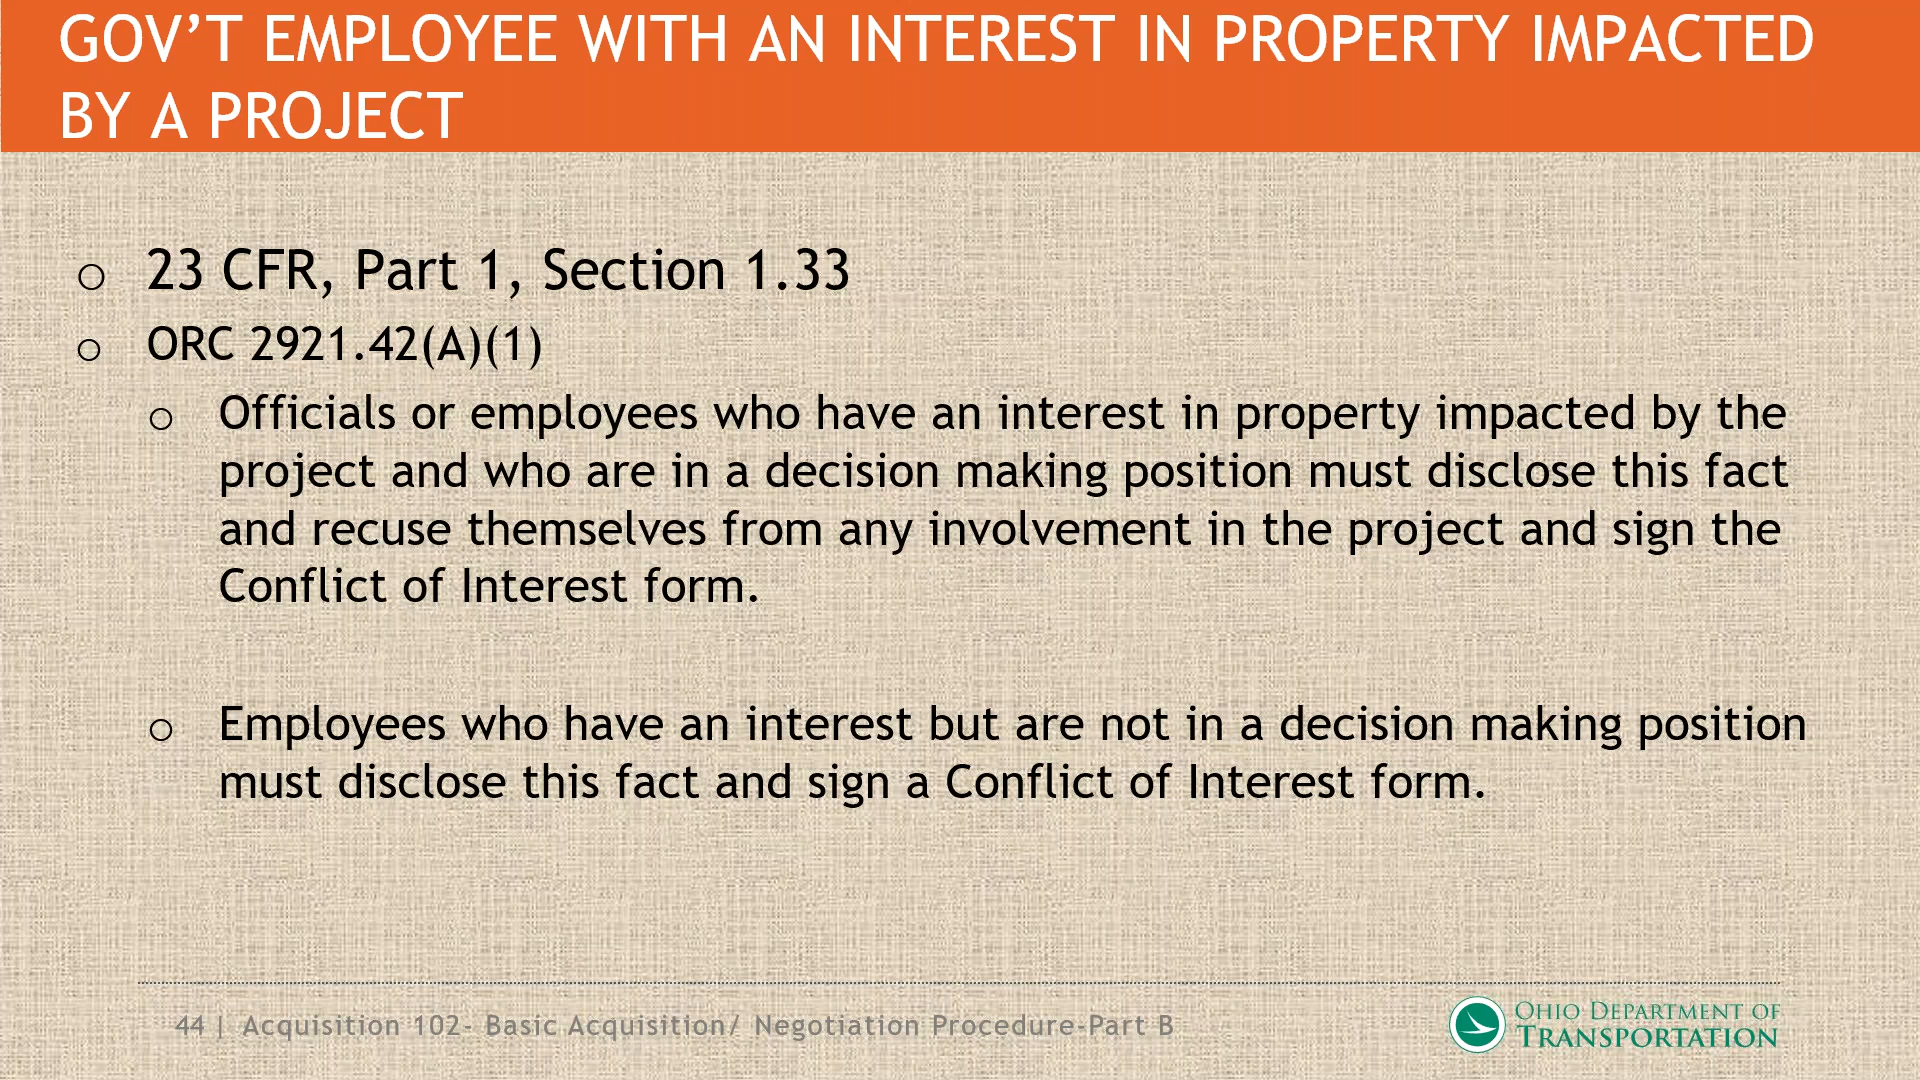 GOV’T EMPLOYEE WITH AN INTEREST IN PROPERTY IMPACTED
BY A PROJECT
o 23 CFR, Part 1, Section 1.33
o ORC 2921.42(A)(1)
o Officials or employees who have an interest in property impacted by the
project and who are in a decision making position must disclose this fact
and recuse themselves from any involvement in the project and sign the
Conflict of Interest form.
o Employees who have an interest but are not in a decision making position
must disclose this fact and sign a Conflict of Interest form.
44 | Acquisition 102- Basic Acquisition/ Negotiation Procedure-Part B
OHIO DEPARTMENT OF
TRANSPORTATION